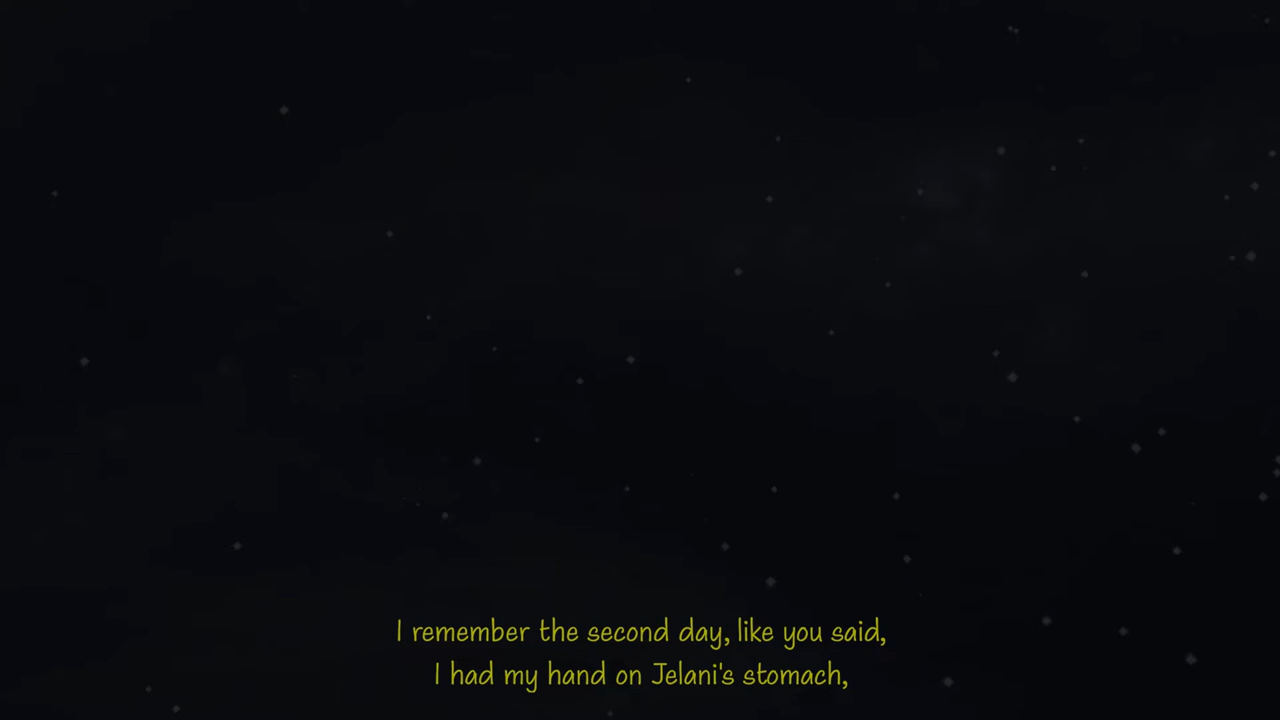 I remember the second day, like you said,
I had my hand on Jelani's stomach,